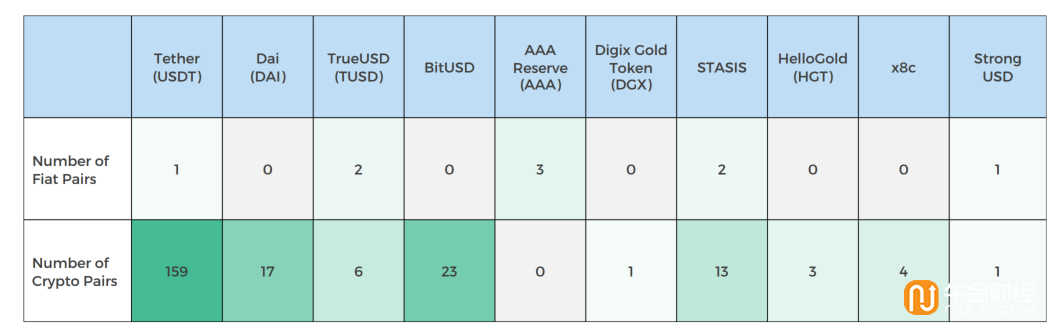 Tether
(USDT)
Dai
(DAI)
TrueUSD
(TUSD)
BitUSD
AAA
Reserve
(AAA)
Digix Gold
Token
(DGX)
STASIS
HelloGold
(HGT)
x8c
Strong
USD
Number of
Fiat Pairs
1
0
2
0
3
0
2
0
0
1
Number of
Crypto Pairs
159
17
6
23
0
1
13
3
4
1
牛金财经